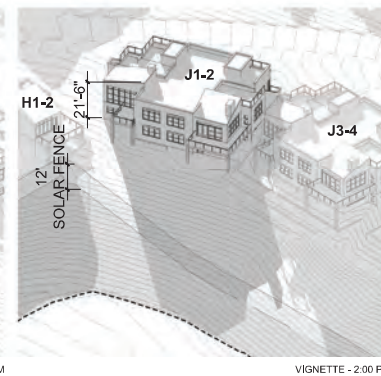 J1-2
H1-2
21'-6"
J3-4
12'
SOLAR FENCE
M
VIGNETTE - 2:00 P